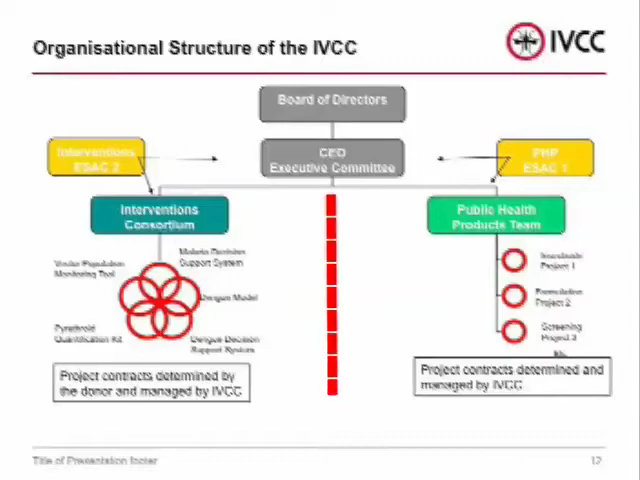 Organisational Structure of the IVCC
IVCC
Board of Directors
Interventions
ESAC 2
CEO
Executive Committee
PHP
ESAC 1
Interventions
Consortium
Public Health
Products Team
Malaria Decision
Support System
Vector Population
Monitoring Tool
Dengue Model
Pyrethroid
Quantification Kit
Dengue Decision
Support System
Insecticide
Project 1
Formulation
Project 2
Screening
Project 3
Project contracts determined by
the donor and managed by IVCC
Project contracts determined and
managed by IVCC
Title of Presentation footer
12